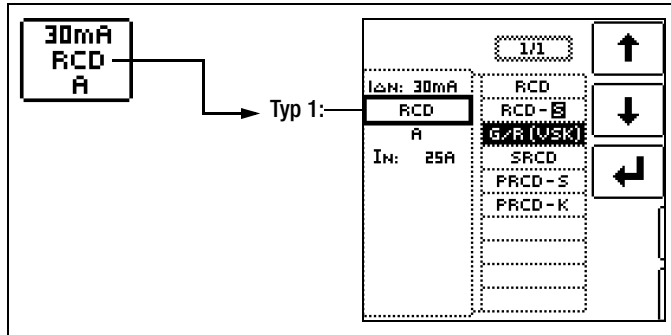 30mA
RCD
A
Typ 1:
1/1
IΔN: 30mA
RCD
A
IN: 25A
RCD
RCD-S
G/R (VSK)
SRCD
PRCD-S
PRCD-K